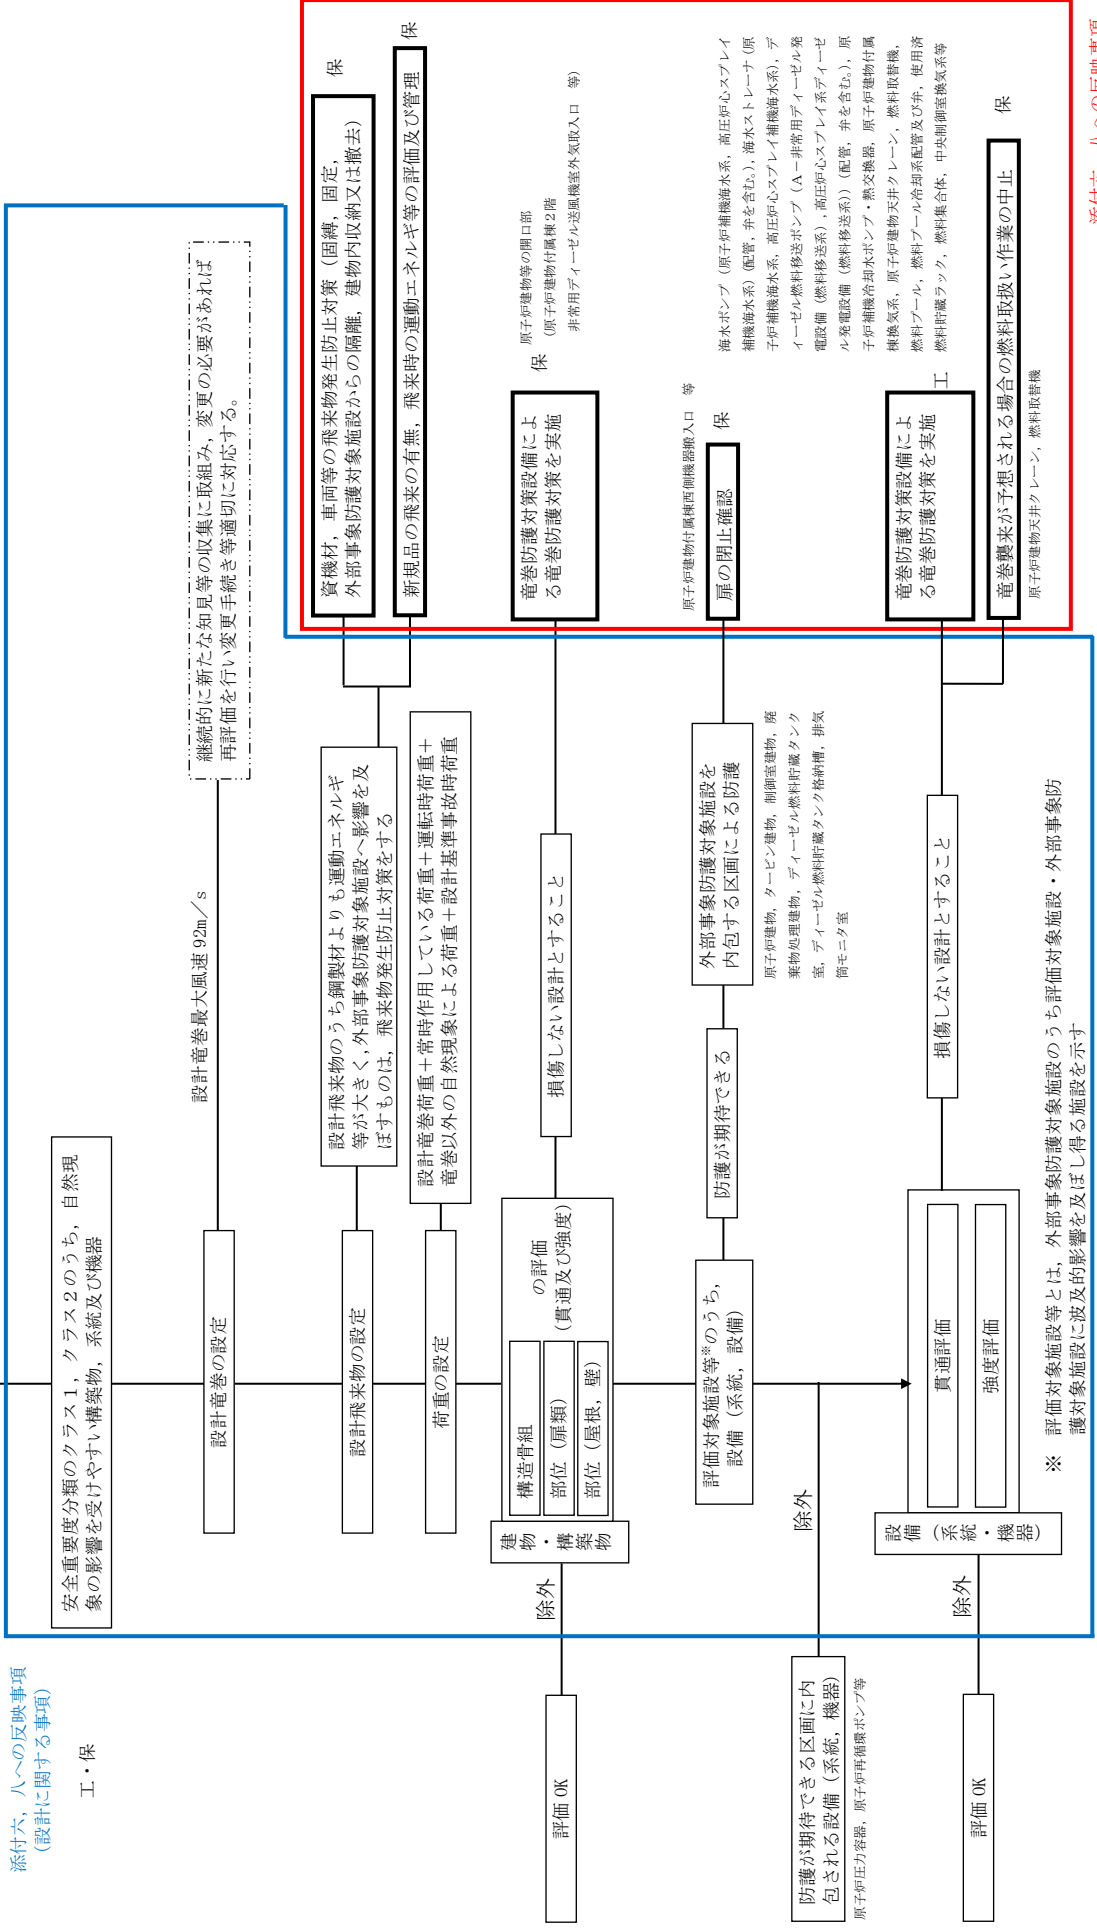 添付六，八への反映事項
（設計に関する事項）
工・保
安全重要度分類のクラス１，クラス２のうち，自然現
象の影響を受けやすい構築物，系統及び機器
設計竜巻の設定
設計竜巻最大風速92m／s
継続的に新たな知見等の収集に取組み，変更の必要があれば
再評価を行い変更手続き等適切に対応する。
設計飛来物の設定
設計飛来物のうち鋼製材よりも運動エネルギ
等が大きく，外部事象防護対象施設へ影響を及
ぼすものは，飛来物発生防止対策をする
資機材，車両等の飛来物発生防止対策（固縛，固定，
外部事象防護対象施設からの隔離，建物内収納又は撤去）
保
新規品の飛来の有無，飛来時の運動エネルギ等の評価及び管理
保
荷重の設定
設計竜巻荷重＋常時作用している荷重＋運転時荷重＋
竜巻以外の自然現象による荷重＋設計基準事故時荷重
建物・構築物
構造骨組
部位（扉類）
部位（屋根，壁）
の評価
（貫通及び強度）
損傷しない設計とすること
竜巻防護対策設備によ
る竜巻防護対策を実施
保
原子炉建物等の開口部
（原子炉建物付属棟２階
非常用ディーゼル送風機室外気取入口　等）
除外
評価OK
評価対象施設等※のうち，
設備（系統，設備）
防護が期待できる
外部事象防護対象施設を
内包する区画による防護
原子炉建物，タービン建物，制御室建物，廃
棄物処理建物，ディーゼル燃料貯蔵タンク
室，ディーゼル燃料貯蔵タンク格納槽，排気
筒モニタ室
原子炉建物付属棟西側機器搬入口　等
扉の閉止確認
保
除外
防護が期待できる区画に内
包される設備（系統，機器）
原子炉圧力容器，原子炉再循環ポンプ等
設備（系統・機器）
貫通評価
強度評価
損傷しない設計とすること
竜巻防護対策設備によ
る竜巻防護対策を実施
工
海水ポンプ（原子炉補機海水系，高圧炉心スプレイ
補機海水系）（配管，弁を含む。），海水ストレーナ（原
子炉補機海水系，高圧炉心スプレイ補機海水系），デ
ィーゼル燃料移送ポンプ（A－非常用ディーゼル発
電設備（燃料移送系），高圧炉心スプレイ系ディーゼ
ル発電設備（燃料移送系））（配管，弁を含む。），原
子炉補機冷却水ポンプ・熱交換器，原子炉建物付属
棟換気系，原子炉建物天井クレーン，燃料取替機，
燃料プール，燃料プール冷却系配管及び弁，使用済
燃料貯蔵ラック，燃料集合体，中央制御室換気系等
竜巻襲来が予想される場合の燃料取扱い作業の中止
保
原子炉建物天井クレーン，燃料取替機
除外
評価OK
※　評価対象施設等とは，外部事象防護対象施設のうち評価対象施設・外部事象防
護対象施設に波及的影響を及ぼし得る施設を示す